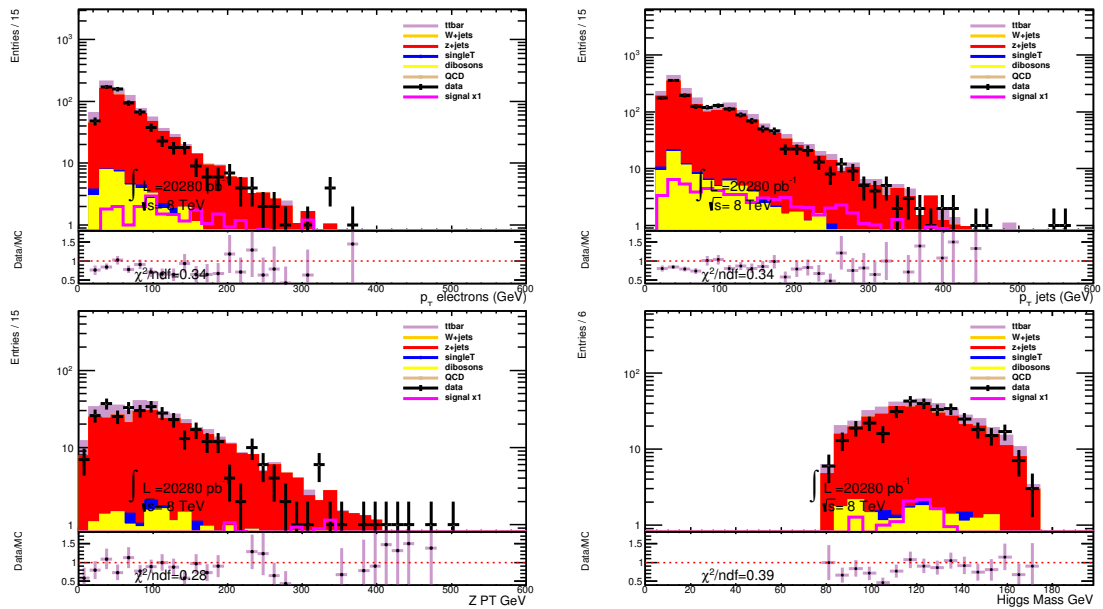 Entries / 15
10³
10²
10
1
ttbar
W+jets
z+jets
singleT
dibosons
QCD
data
signal x1
∫ L =20280 pb
√s= 8 TeV
Data/MC
1.5
1
0.5
χ²/ndf=0.34
0 100 200 300 400 500 600
p_T electrons (GeV)
Entries / 15
10³
10²
10
1
ttbar
W+jets
z+jets
singleT
dibosons
QCD
data
signal x1
∫ L =20280 pb⁻¹
√s= 8 TeV
Data/MC
1.5
1
0.5
χ²/ndf=0.34
0 100 200 300 400 500 600
p_T jets (GeV)
Entries / 15
10²
10
1
ttbar
W+jets
z+jets
singleT
dibosons
QCD
data
signal x1
∫ L =20280 pb
√s= 8 TeV
Data/MC
1.5
1
0.5
χ²/ndf=0.28
0 100 200 300 400 500 600
Z PT GeV
Entries / 6
10²
10
1
ttbar
W+jets
z+jets
singleT
dibosons
QCD
data
signal x1
∫ L =20280 pb⁻¹
√s= 8 TeV
Data/MC
1.5
1
0.5
χ²/ndf=0.39
0 20 40 60 80 100 120 140 160 180
Higgs Mass GeV